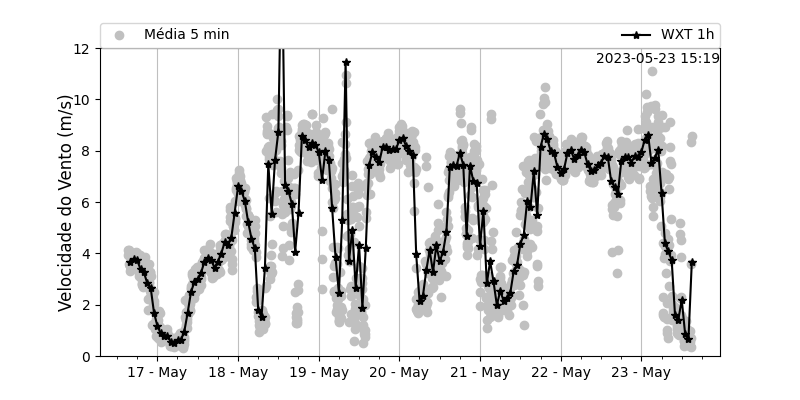 Média 5 min
WXT 1h
2023-05-23 15:19
Velocidade do Vento (m/s)
12
10
8
6
4
2
0
17 - May
18 - May
19 - May
20 - May
21 - May
22 - May
23 - May